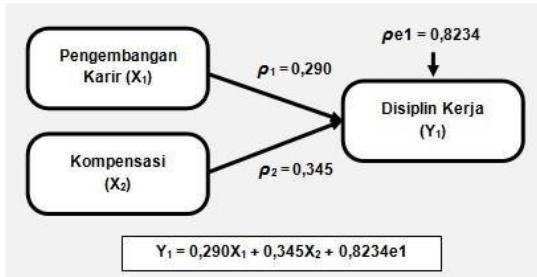 Pengembangan
Karir (X₁)
ρ₁ = 0,290
ρe1 = 0,8234
Disiplin Kerja
(Y₁)
Kompensasi
(X₂)
ρ₂ = 0,345
Y₁ = 0,290X₁ + 0,345X₂ + 0,8234e1